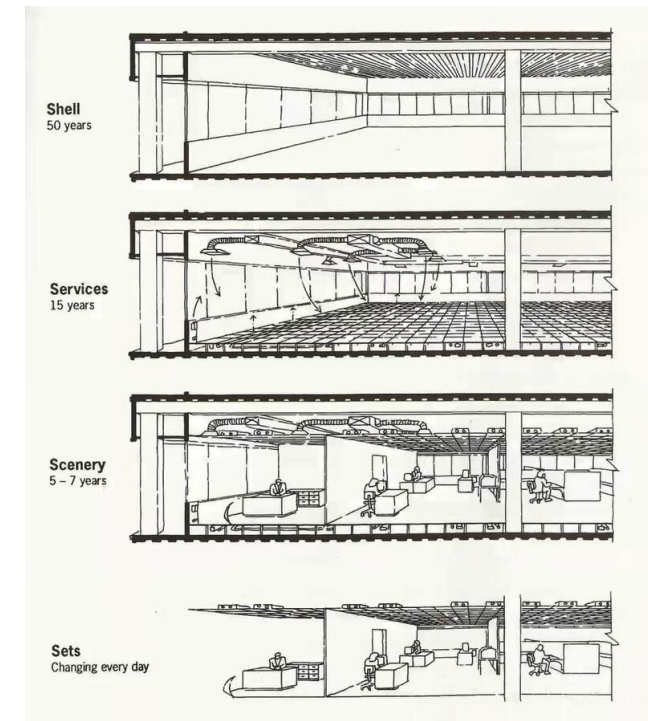 Shell
50 years
Services
15 years
Scenery
5 – 7 years
Sets
Changing every day